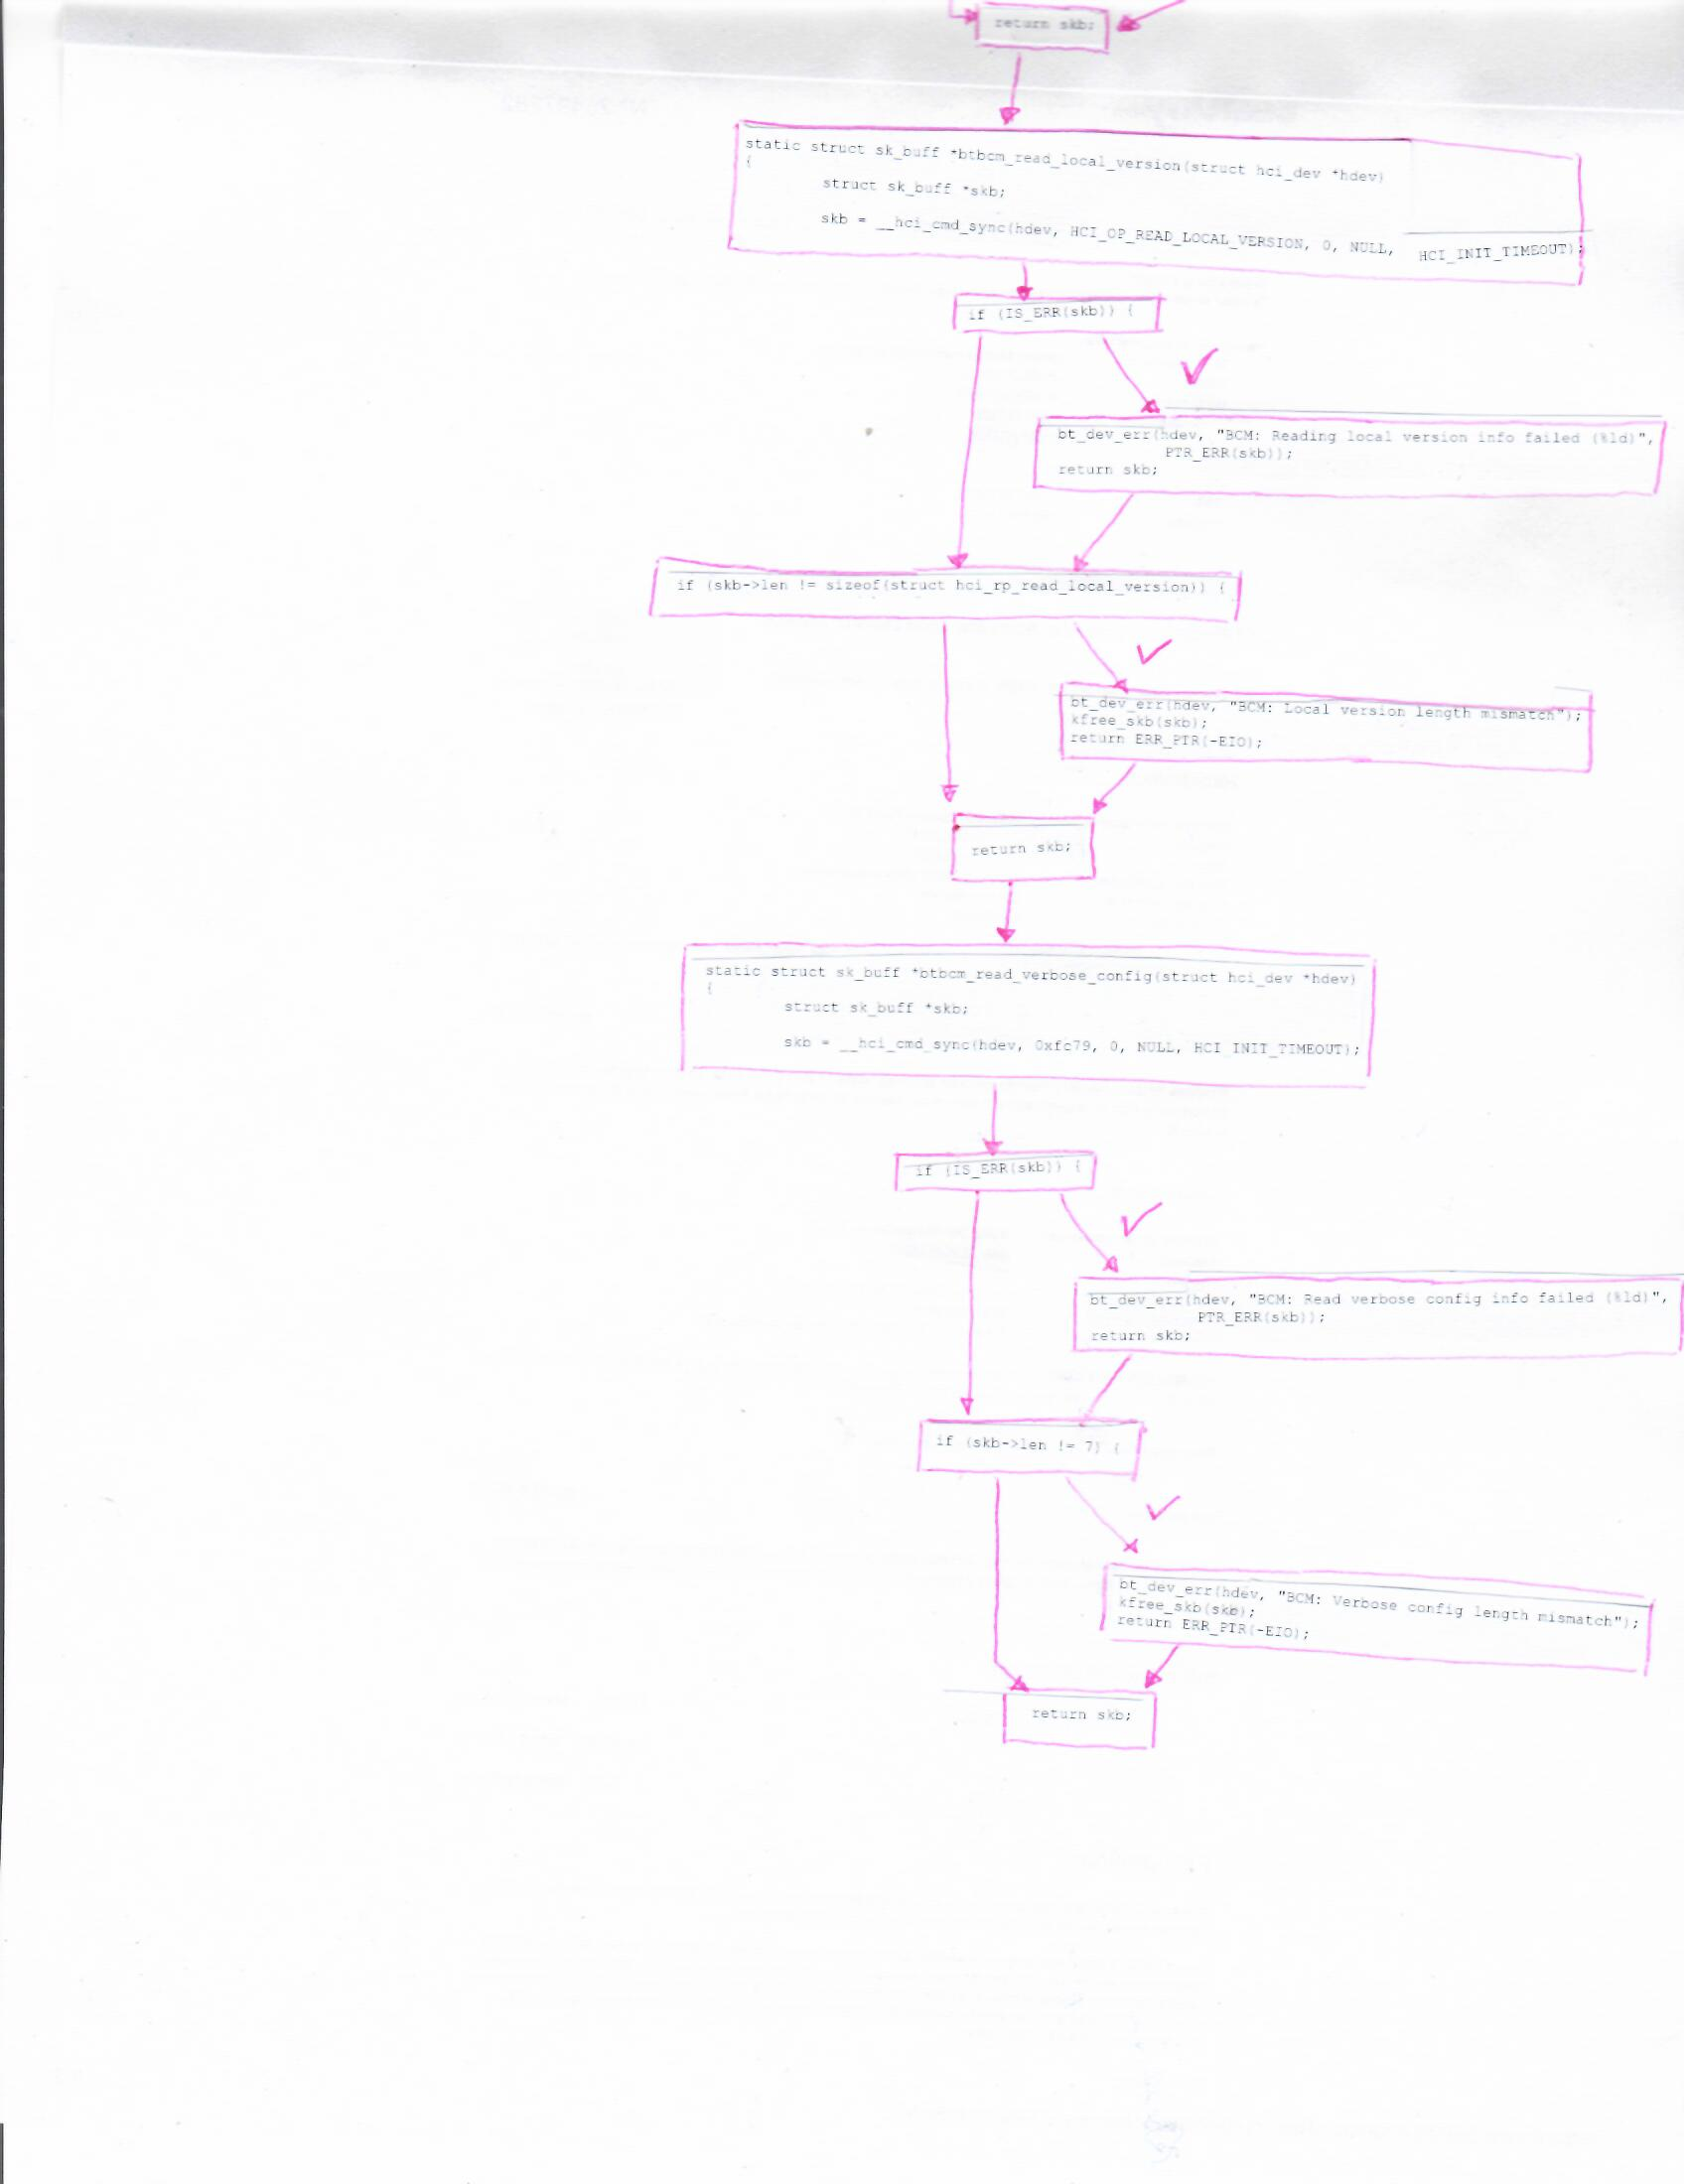 return skb;
static struct sk_buff *btbcm_read_local_version(struct hci_dev *hdev)
{
struct sk_buff *skb;
skb = __hci_cmd_sync(hdev, HCI_OP_READ_LOCAL_VERSION, 0, NULL, HCI_INIT_TIMEOUT);
if (IS_ERR(skb)) {
bt_dev_err(hdev, "BCM: Reading local version info failed (%ld)",
PTR_ERR(skb));
return skb;
if (skb->len != sizeof(struct hci_rp_read_local_version)) {
bt_dev_err(hdev, "BCM: Local version length mismatch");
kfree_skb(skb);
return ERR_PTR(-EIO);
return skb;
static struct sk_buff *btbcm_read_verbose_config(struct hci_dev *hdev)
{
struct sk_buff *skb;
skb = __hci_cmd_sync(hdev, 0xfc79, 0, NULL, HCI_INIT_TIMEOUT);
if (IS_ERR(skb)) {
bt_dev_err(hdev, "BCM: Read verbose config info failed (%ld)",
PTR_ERR(skb));
return skb;
if (skb->len != 7) {
bt_dev_err(hdev, "BCM: Verbose config length mismatch");
kfree_skb(skb);
return ERR_PTR(-EIO);
return skb;